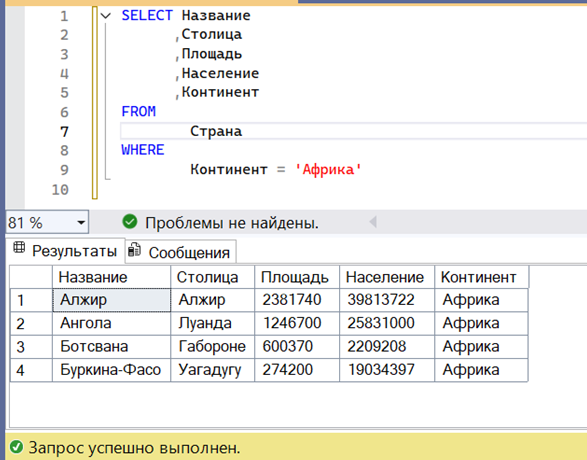 1 SELECT Название
2 ,Столица
3 ,Площадь
4 ,Население
5 ,Континент
6 FROM
7 Страна
8 WHERE
9 Континент = 'Африка'
10
81 % Проблемы не найдены.
Результаты Сообщения
Название Столица Площадь Население Континент
1 Алжир Алжир 2381740 39813722 Африка
2 Ангола Луанда 1246700 25831000 Африка
3 Ботсвана Габороне 600370 2209208 Африка
4 Буркина-Фасо Уагадугу 274200 19034397 Африка
Запрос успешно выполнен.